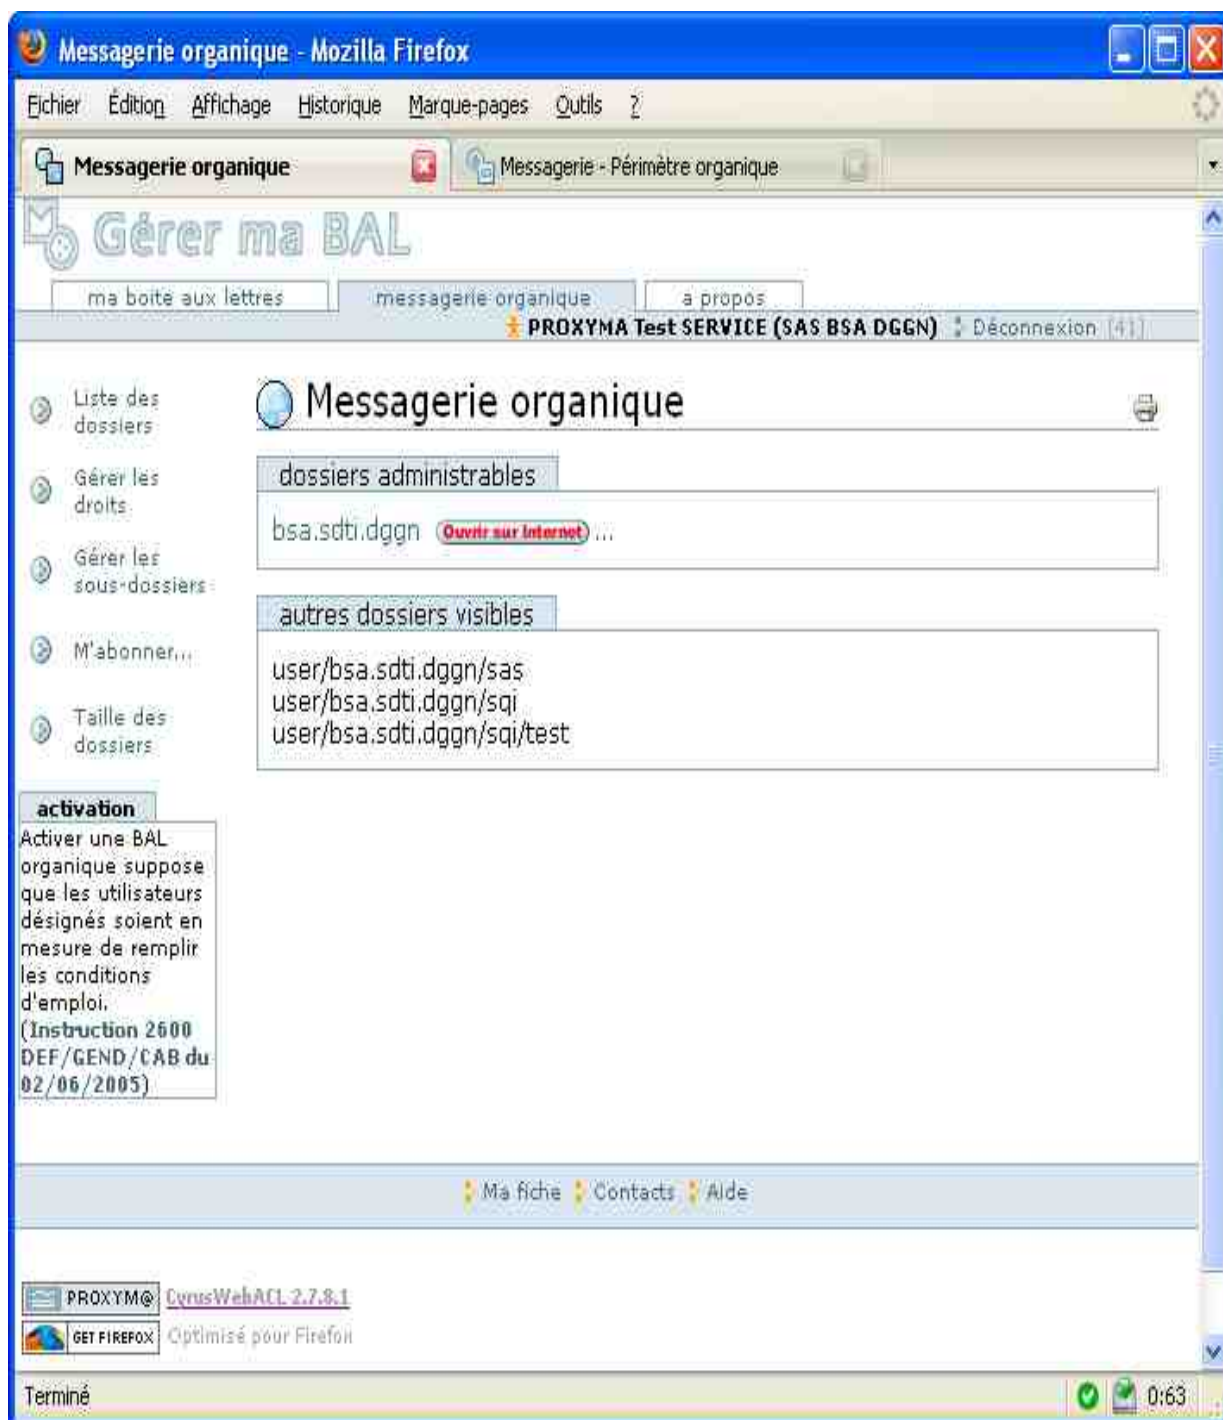 Messagerie organique - Mozilla Firefox
Fichier Édition Affichage Historique Marque-pages Outils ?
Messagerie organique Messagerie - Périmètre organique
Gérer ma BAL
ma boite aux lettres messagerie organique a propos
PROXYMA Test SERVICE (SAS BSA DGGN) Déconnexion [41]
Liste des
dossiers
Gérer les
droits
Gérer les
sous-dossiers
M'abonner...
Taille des
dossiers
activation
Activer une BAL
organique suppose
que les utilisateurs
désignés soient en
mesure de remplir
les conditions
d'emploi.
(Instruction 2600
DEF/GEND/CAB du
02/06/2005)
Messagerie organique
dossiers administrables
bsa.sdti.dggn Ouvrir sur Internet ...
autres dossiers visibles
user/bsa.sdti.dggn/sas
user/bsa.sdti.dggn/sqi
user/bsa.sdti.dggn/sqi/test
Ma fiche Contacts Aide
PROXYM@ CyrusWebACL 2.7.8.1
GET FIREFOX Optimisé pour Firefox
Terminé 0:63